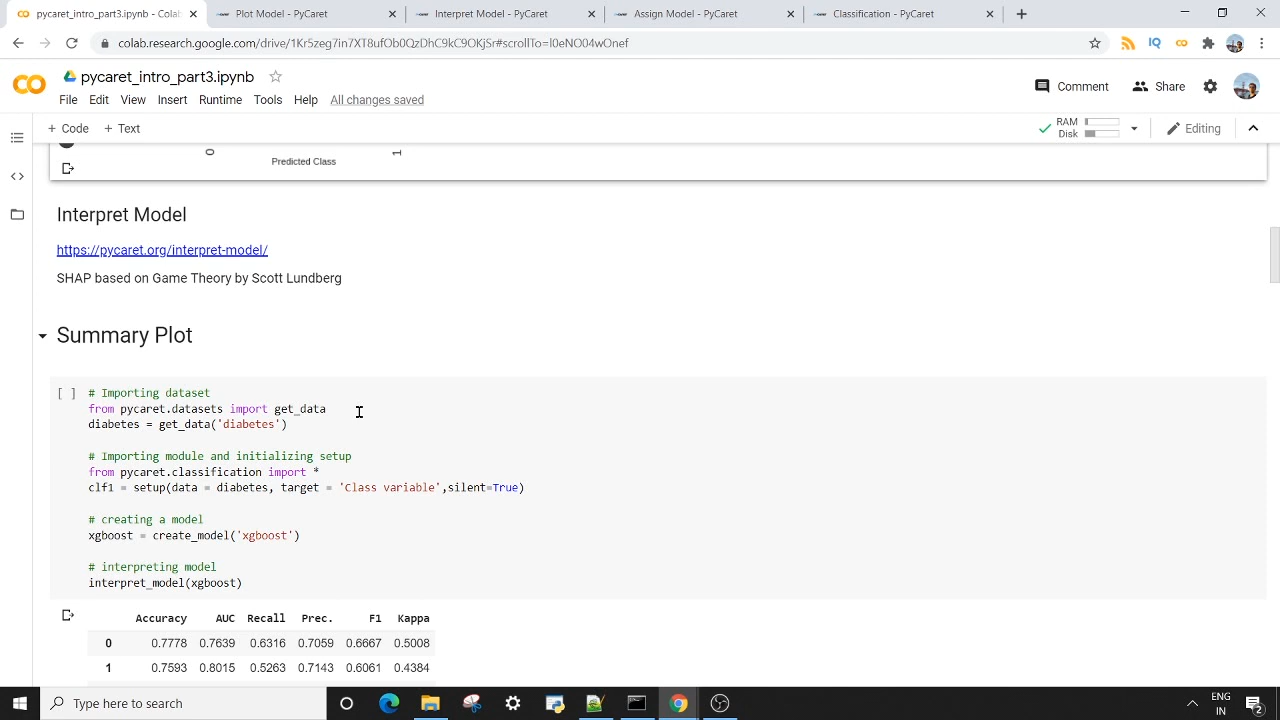 pycaret_intro_part3.ipynb - Colab
Plot Model - PyCaret
Interpret Model - PyCaret
Assign Model - PyCaret
Classification - PyCaret
colab.research.google.com/drive/1Kr5zeg7in7XT8ufOb0QzDhC9kC9OKjSr#scrollTo=l0eNO04wOnef
pycaret_intro_part3.ipynb
Comment
Share
File Edit View Insert Runtime Tools Help All changes saved
+ Code + Text
RAM
Disk
Editing
0
1
Predicted Class
Interpret Model
https://pycaret.org/interpret-model/
SHAP based on Game Theory by Scott Lundberg
Summary Plot
[ ] # Importing dataset
from pycaret.datasets import get_data
diabetes = get_data('diabetes')
# Importing module and initializing setup
from pycaret.classification import *
clf1 = setup(data = diabetes, target = 'Class variable',silent=True)
# creating a model
xgboost = create_model('xgboost')
# interpreting model
interpret_model(xgboost)
Accuracy AUC Recall Prec. F1 Kappa
0 0.7778 0.7639 0.6316 0.7059 0.6667 0.5008
1 0.7593 0.8015 0.5263 0.7143 0.6061 0.4384
Type here to search
ENG
IN
2